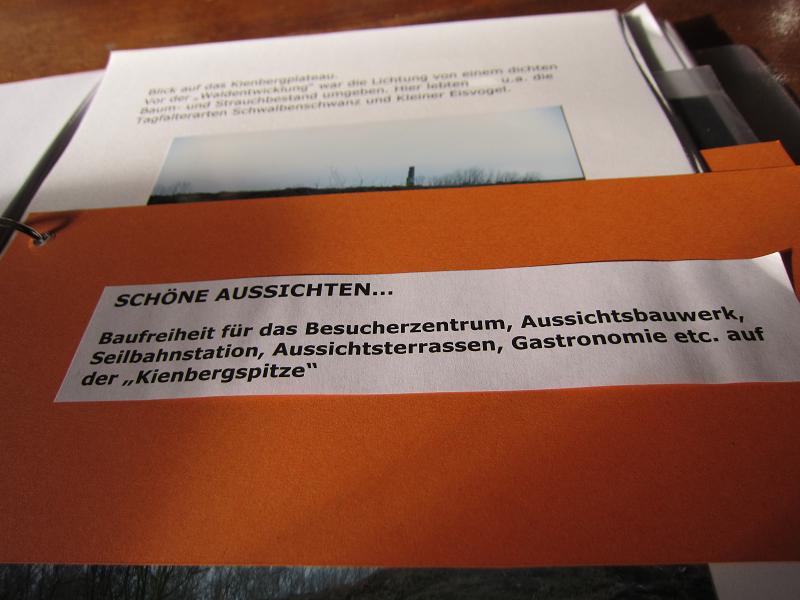 Blick auf das Kienbergplateau.
Vor der „Waldentwicklung“ war die Lichtung von einem dichten
Baum- und Strauchbestand umgeben. Hier lebten u.a. die
Tagfalterarten Schwalbenschwanz und Kleiner Eisvogel.
SCHÖNE AUSSICHTEN...
Baufreiheit für das Besucherzentrum, Aussichtsbauwerk,
Seilbahnstation, Aussichtsterrassen, Gastronomie etc. auf
der „Kienbergspitze“